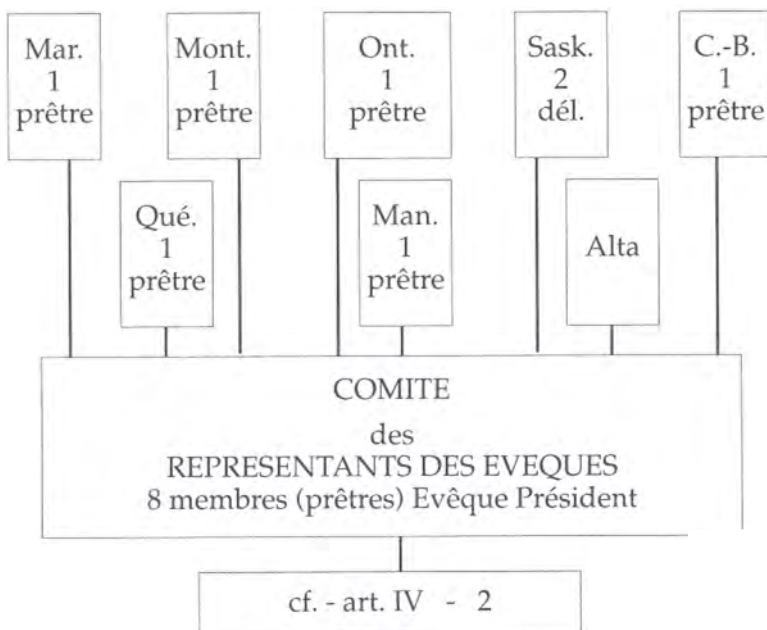 Mar.
1
prêtre
Mont.
1
prêtre
Ont.
1
prêtre
Sask.
2
dél.
C.-B.
1
prêtre
Qué.
1
prêtre
Man.
1
prêtre
Alta
COMITE
des
REPRESENTANTS DES EVEQUES
8 membres (prêtres) Evêque Président
cf. - art. IV - 2